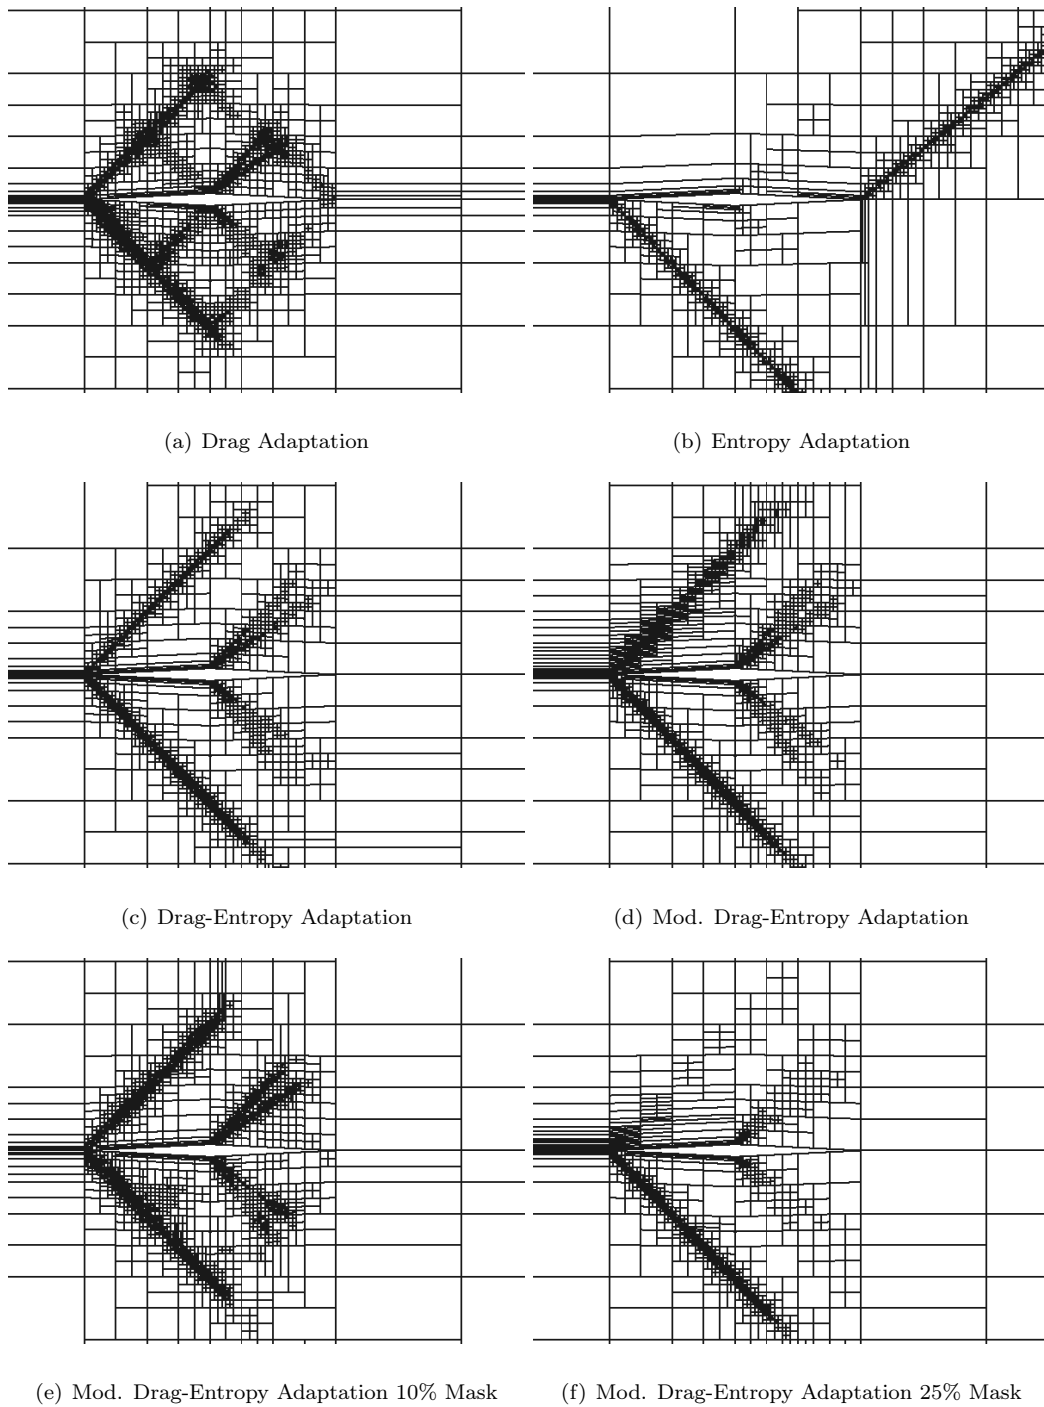 (a) Drag Adaptation
(b) Entropy Adaptation
(c) Drag-Entropy Adaptation
(d) Mod. Drag-Entropy Adaptation
(e) Mod. Drag-Entropy Adaptation 10% Mask
(f) Mod. Drag-Entropy Adaptation 25% Mask